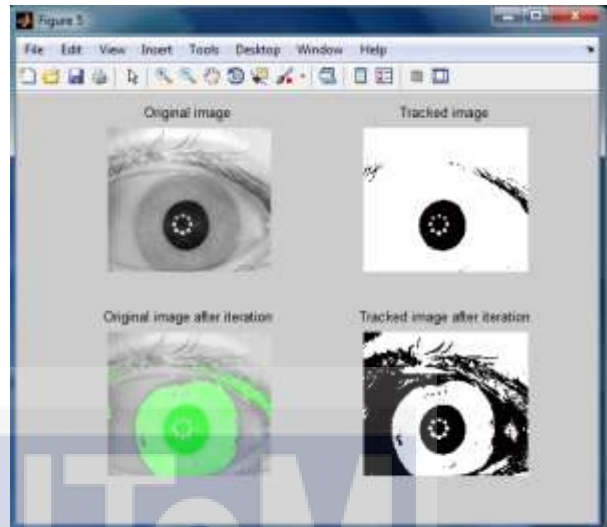 Figure 5
File Edit View Insert Tools Desktop Window Help
Original image Tracked image
Original image after iteration Tracked image after iteration